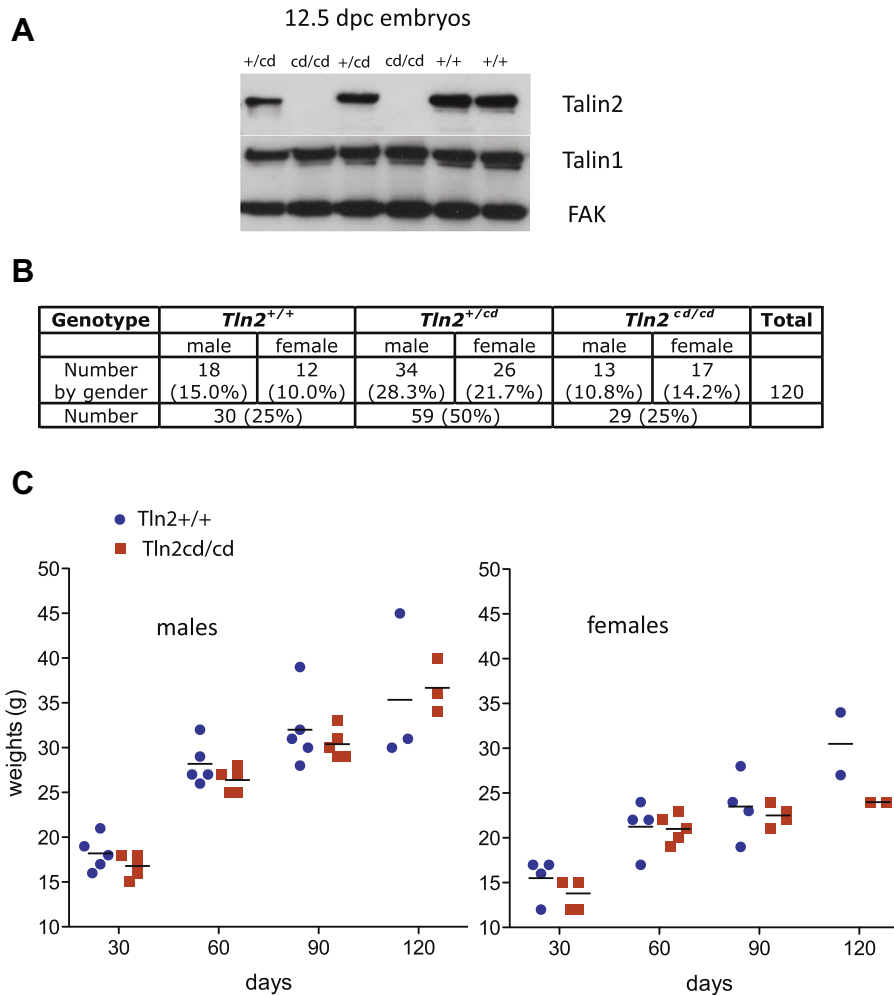 A
12.5 dpc embryos
+/cd cd/cd +/cd cd/cd +/+ +/+
Talin2
Talin1
FAK
B
Genotype Tln2+/+ Tln2+/cd Tln2cd/cd Total
male female male female male female
Number 18 12 34 26 13 17
by gender (15.0%) (10.0%) (28.3%) (21.7%) (10.8%) (14.2%) 120
Number 30 (25%) 59 (50%) 29 (25%)
C
Tln2+/+
Tln2cd/cd
males
weights (g)
50
45
40
35
30
25
20
15
10
30 60 90 120
days
females
50
45
40
35
30
25
20
15
10
30 60 90 120
days